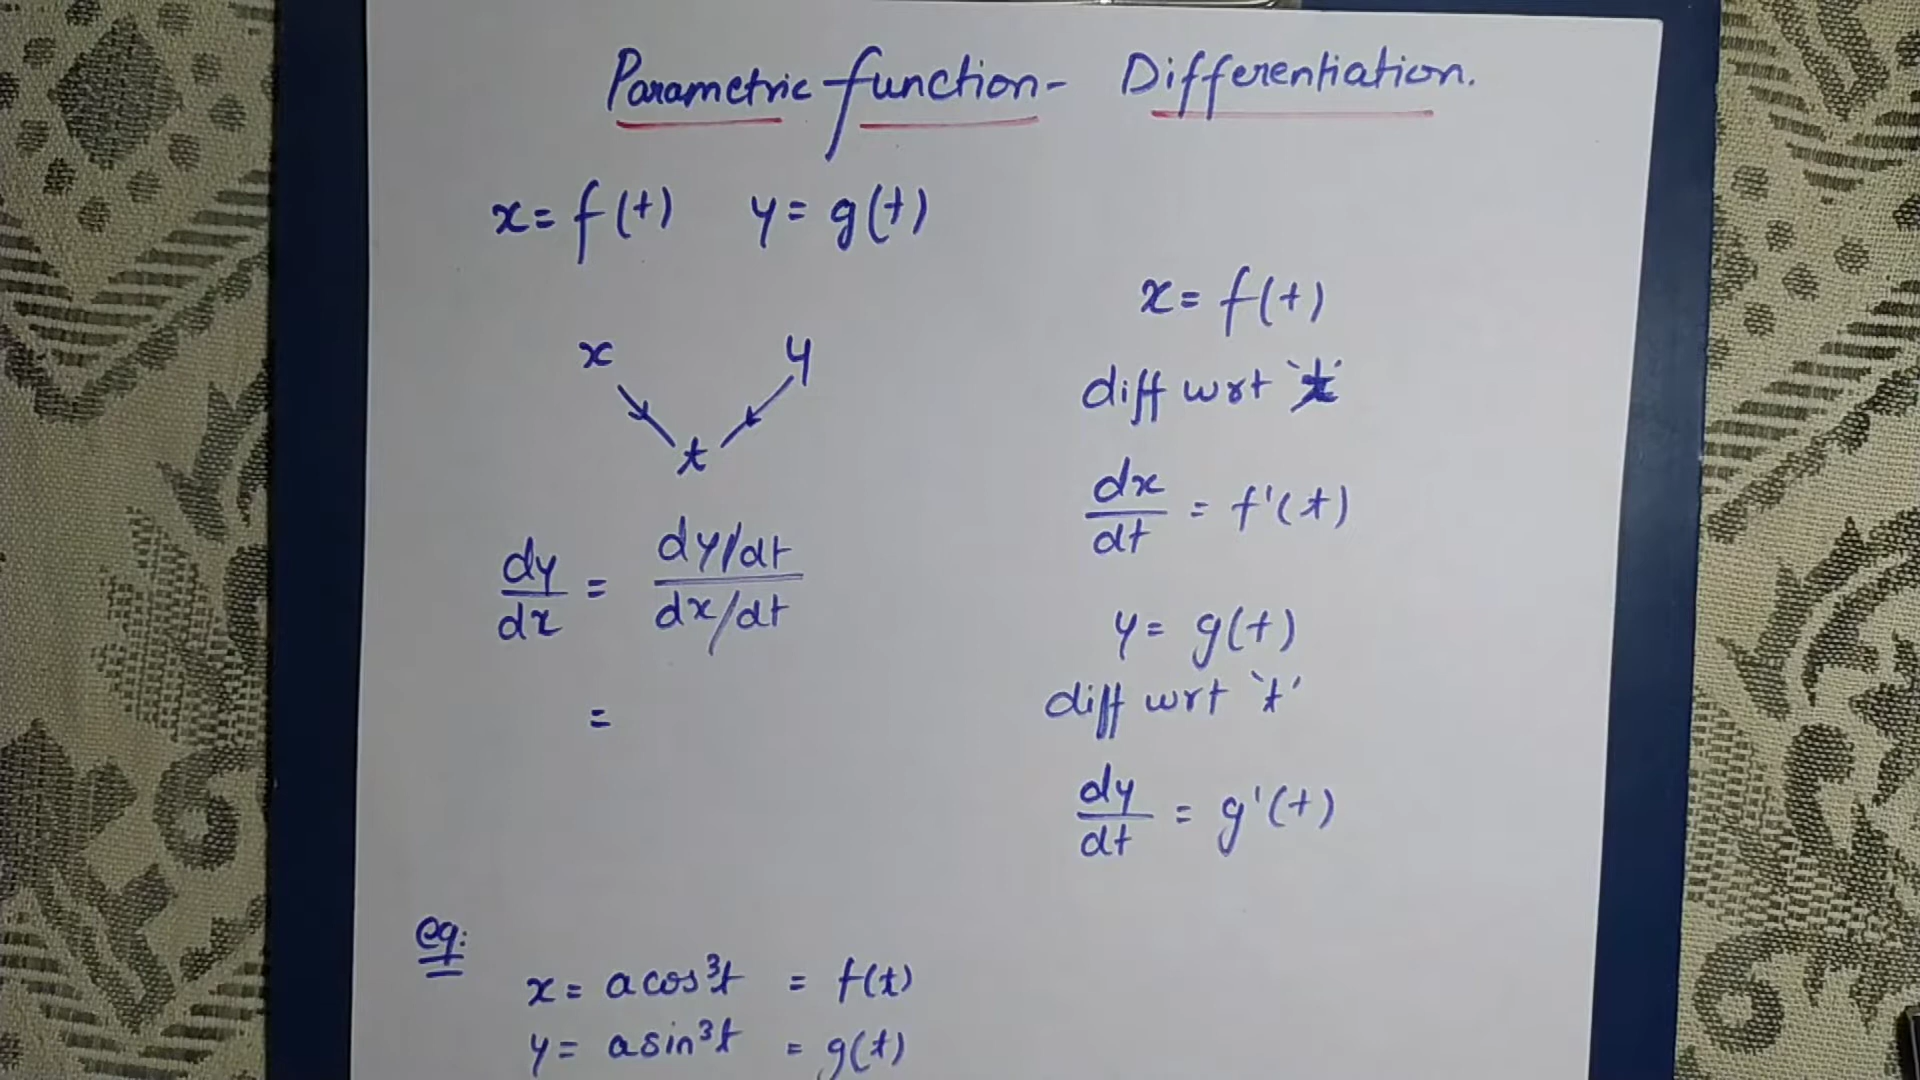 Parametric function - Differentiation.
x = f(t) y = g(t)
x y
t
dy/dx = (dy/dt)/(dx/dt)
=
x = f(t)
diff wrt 't'
dx/dt = f'(t)
y = g(t)
diff wrt 't'
dy/dt = g'(t)
eg:
x = a cos³t = f(t)
y = a sin³t = g(t)